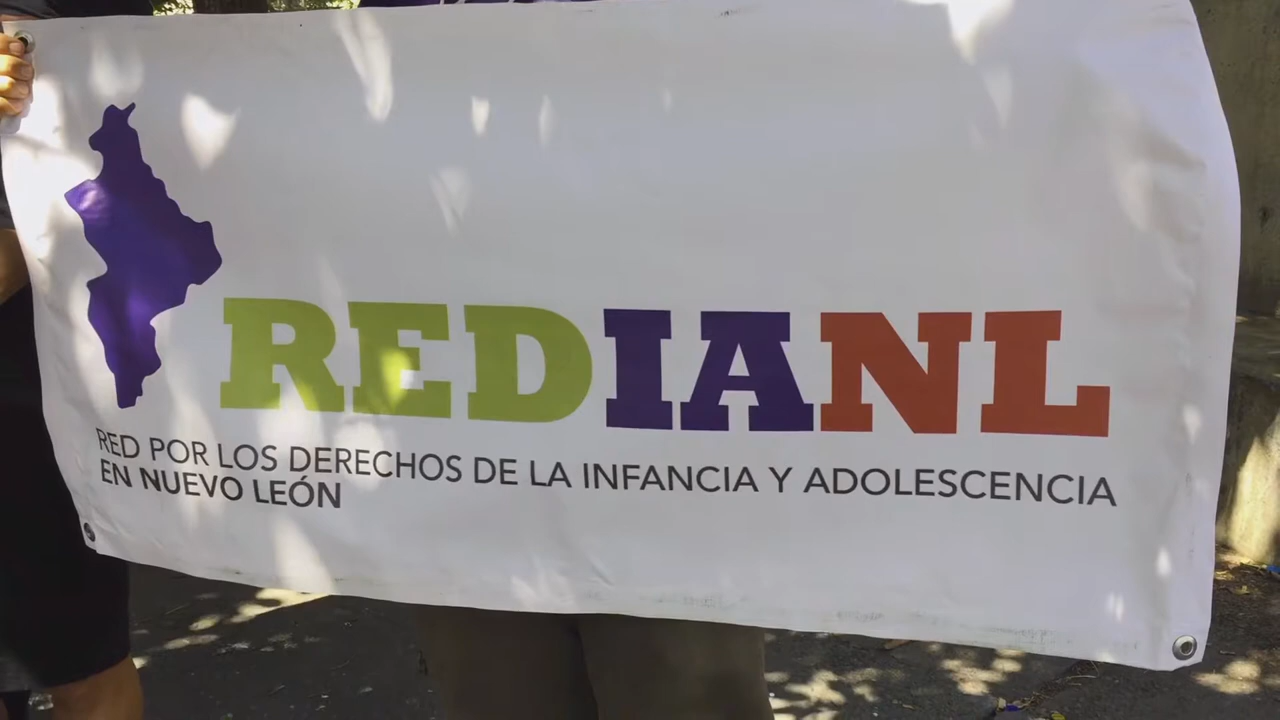 REDIANL
RED POR LOS DERECHOS DE LA INFANCIA Y ADOLESCENCIA
EN NUEVO LEÓN